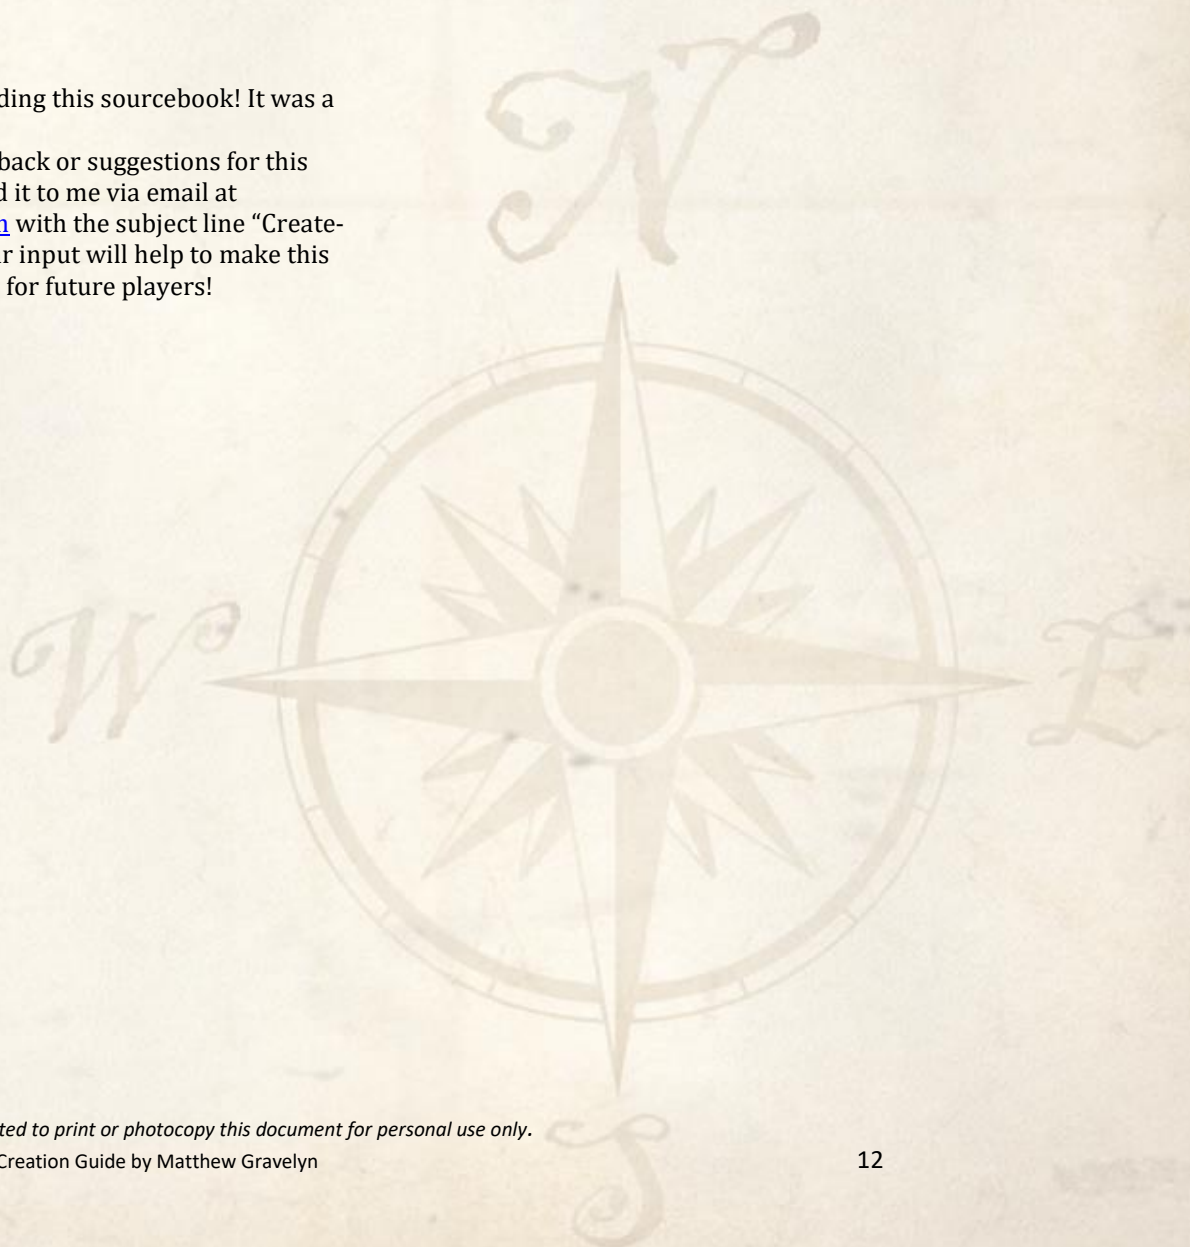 N
ding this sourcebook! It was a
back or suggestions for this
d it to me via email at
m with the subject line “Create-
r input will help to make this
for future players!
W
E
ted to print or photocopy this document for personal use only.
S
Creation Guide by Matthew Gravelyn
12